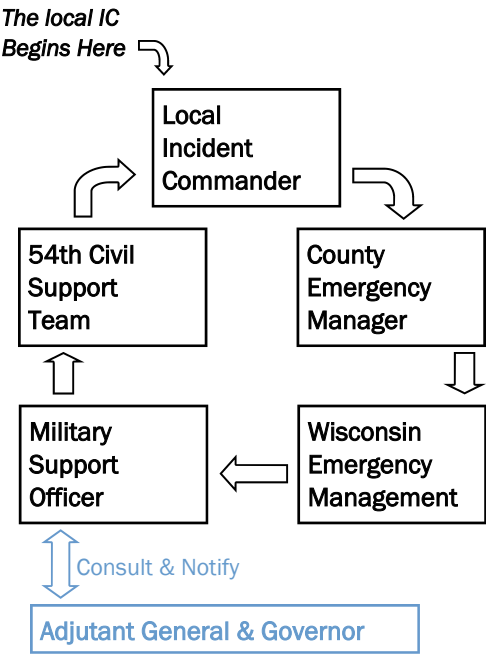 The local IC
Begins Here
Local
Incident
Commander
54th Civil
Support
Team
County
Emergency
Manager
Military
Support
Officer
Wisconsin
Emergency
Management
Consult & Notify
Adjutant General & Governor